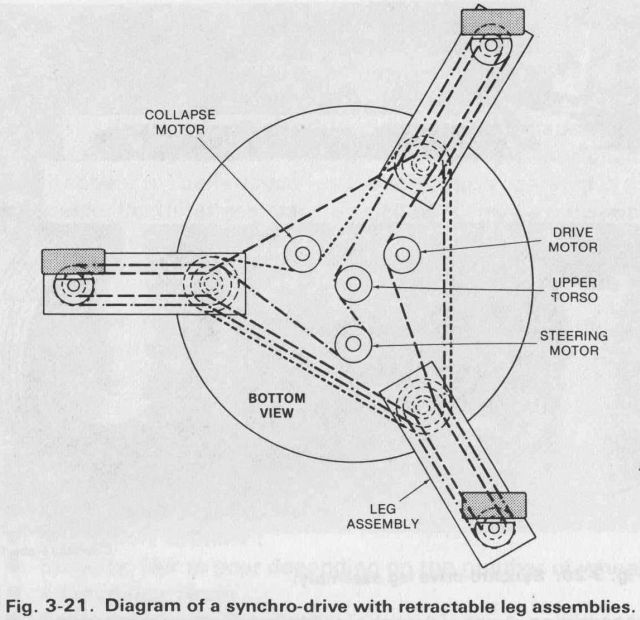 COLLAPSE
MOTOR
DRIVE
MOTOR
UPPER
TORSO
STEERING
MOTOR
BOTTOM
VIEW
LEG
ASSEMBLY
Fig. 3-21. Diagram of a synchro-drive with retractable leg assemblies.